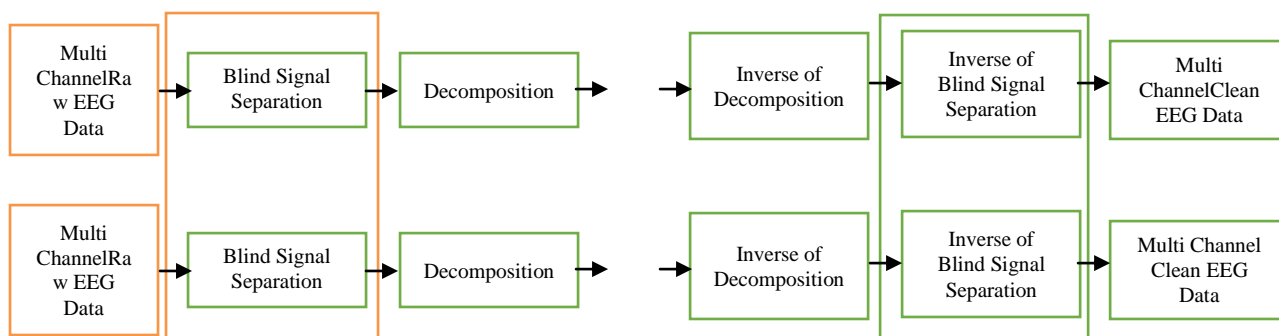 Multi
ChannelRa
w EEG
Data
Blind Signal
Separation
Decomposition
Inverse of
Decomposition
Inverse of
Blind Signal
Separation
Multi
ChannelClean
EEG Data
Multi
ChannelRa
w EEG
Data
Blind Signal
Separation
Decomposition
Inverse of
Decomposition
Inverse of
Blind Signal
Separation
Multi Channel
Clean EEG
Data